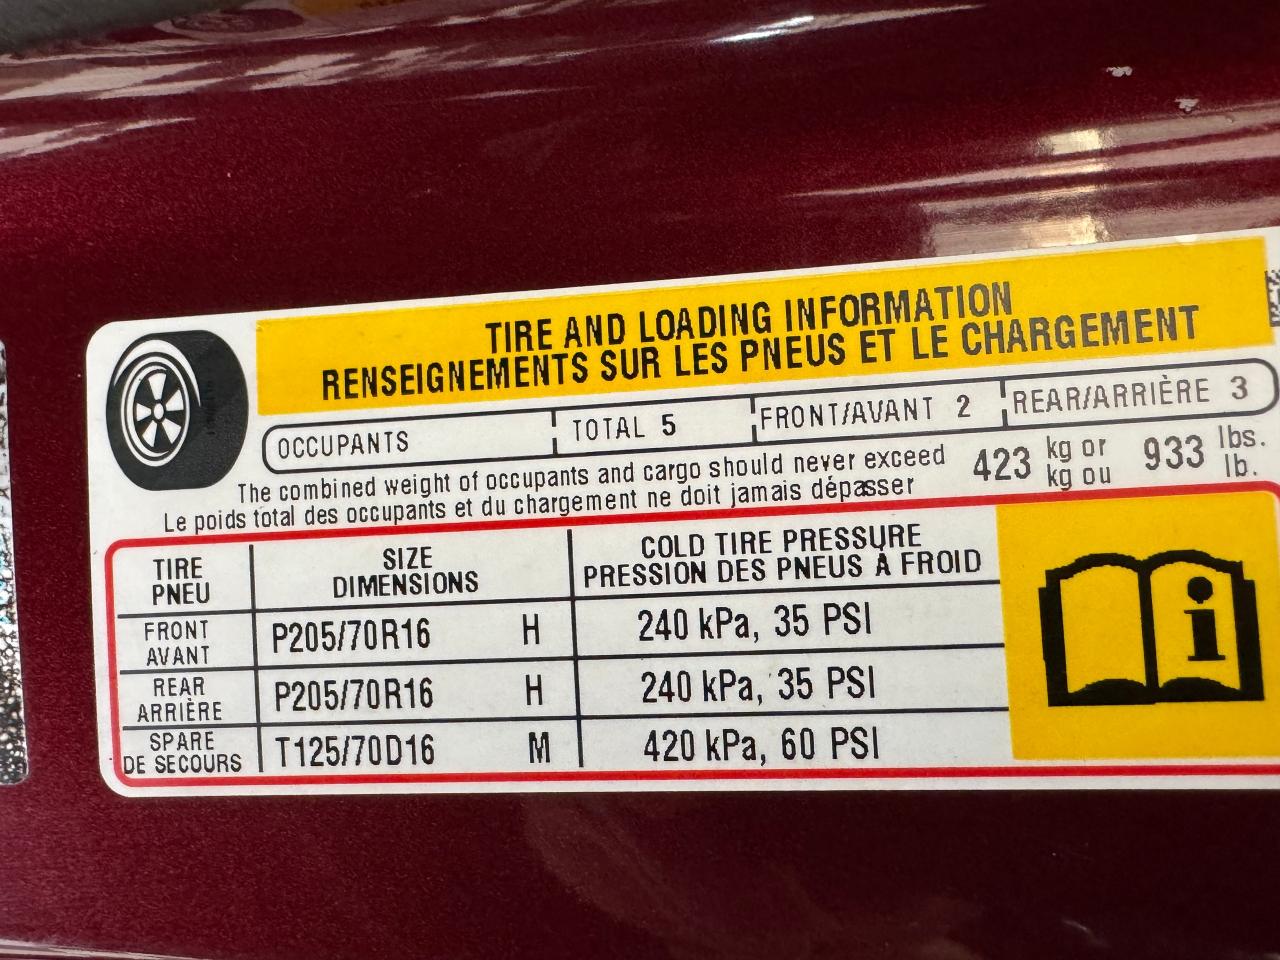 TIRE AND LOADING INFORMATION
RENSEIGNEMENTS SUR LES PNEUS ET LE CHARGEMENT
OCCUPANTS TOTAL 5 FRONT/AVANT 2 REAR/ARRIÈRE 3
The combined weight of occupants and cargo should never exceed 423 kg or 933 lbs.
Le poids total des occupants et du chargement ne doit jamais dépasser kg ou lb.
TIRE SIZE COLD TIRE PRESSURE
PNEU DIMENSIONS PRESSION DES PNEUS À FROID
FRONT
AVANT P205/70R16 H 240 kPa, 35 PSI
REAR
ARRIÈRE P205/70R16 H 240 kPa, 35 PSI
SPARE
DE SECOURS T125/70D16 M 420 kPa, 60 PSI
i